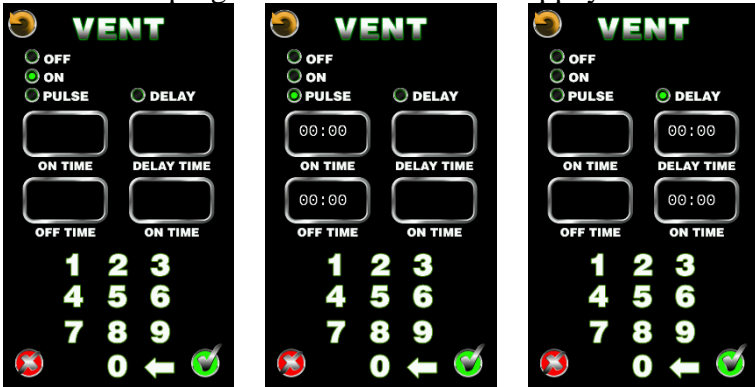 VENT
OFF
ON
PULSE DELAY
ON TIME DELAY TIME
OFF TIME ON TIME
1 2 3
4 5 6
7 8 9
0
VENT
OFF
ON
PULSE DELAY
00:00
ON TIME DELAY TIME
00:00
OFF TIME ON TIME
1 2 3
4 5 6
7 8 9
0
VENT
OFF
ON
PULSE DELAY
00:00
ON TIME DELAY TIME
00:00
OFF TIME ON TIME
1 2 3
4 5 6
7 8 9
0